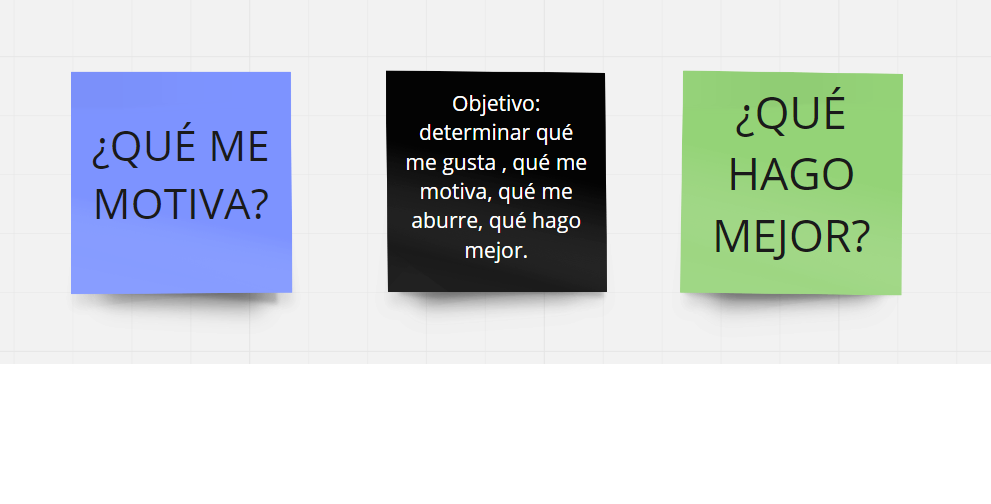 ¿QUÉ ME
MOTIVA?
Objetivo:
determinar qué
me gusta , qué me
motiva, qué me
aburre, qué hago
mejor.
¿QUÉ
HAGO
MEJOR?